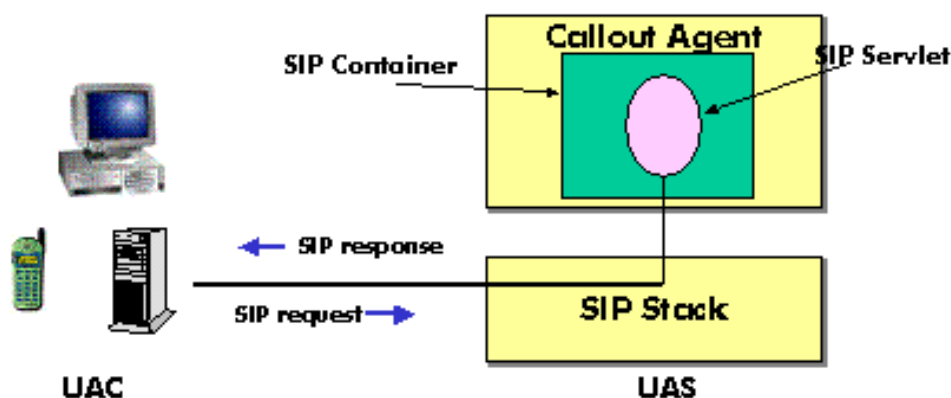 Callout Agent
SIP Container
SIP Servlet
SIP response
SIP request
SIP Stack
UAC
UAS